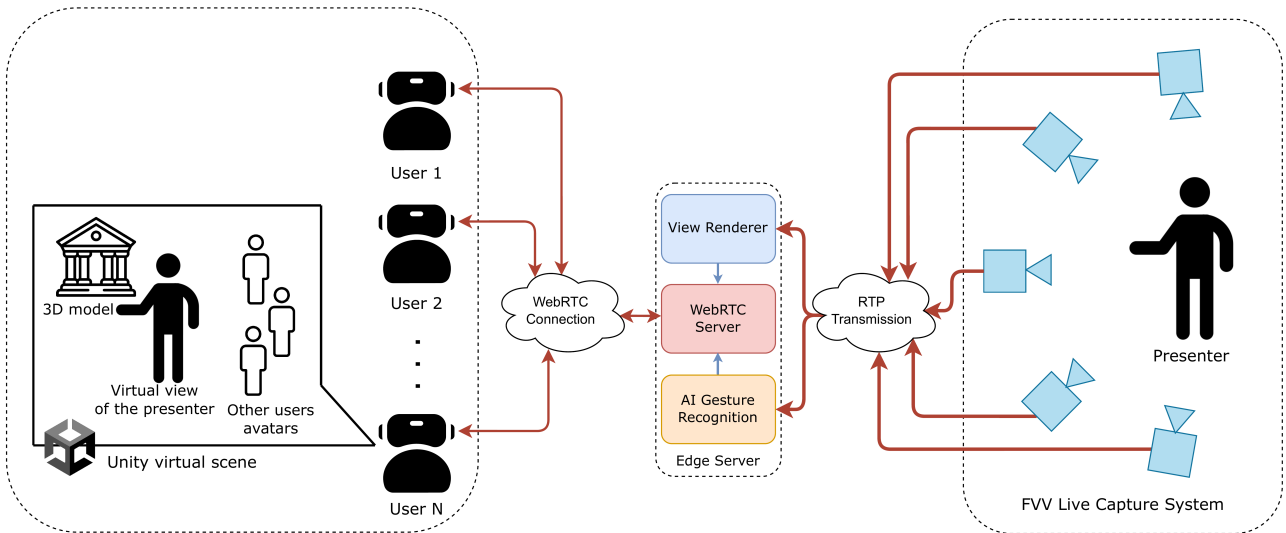 User 1
User 2
User N
3D model
Virtual view
of the presenter
Other users
avatars
Unity virtual scene
WebRTC
Connection
View Renderer
WebRTC
Server
AI Gesture
Recognition
Edge Server
RTP
Transmission
Presenter
FVV Live Capture System